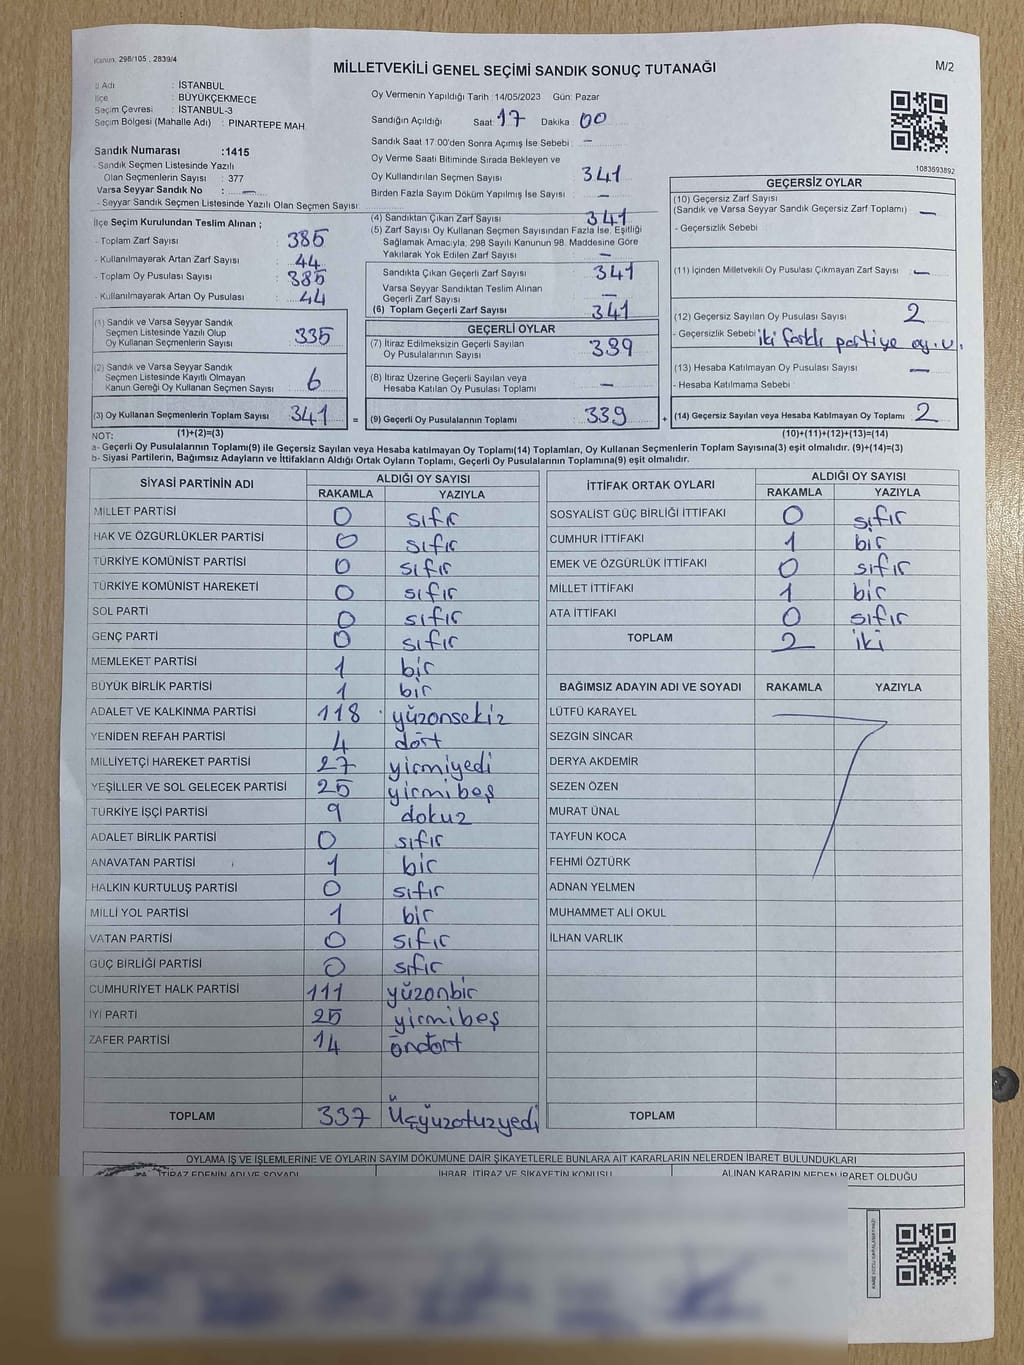 Kanun: 298/105 , 2839/4
MİLLETVEKİLİ GENEL SEÇİMİ SANDIK SONUÇ TUTANAĞI
M/2
İl Adı : İSTANBUL
İlçe : BÜYÜKÇEKMECE
Seçim Çevresi : İSTANBUL-3
Seçim Bölgesi (Mahalle Adı) : PINARTEPE MAH.
Sandık Numarası :1415
- Sandık Seçmen Listesinde Yazılı
Olan Seçmenlerin Sayısı : 377
Varsa Seyyar Sandık No : —
- Seyyar Sandık Seçmen Listesinde Yazılı Olan Seçmen Sayısı:
Oy Vermenin Yapıldığı Tarih :14/05/2023 Gün: Pazar
Sandığın Açıldığı Saat 17 Dakika 00
Sandık Saat 17:00'den Sonra Açımış İse Sebebi —
Oy Verme Saati Bitiminde Sırada Bekleyen ve
Oy Kullandırılan Seçmen Sayısı 341
Birden Fazla Sayım Döküm Yapılmış İse Sayısı —
1083693892
İlçe Seçim Kurulundan Teslim Alınan ;
- Toplam Zarf Sayısı : 385
- Kullanılmayarak Artan Zarf Sayısı : 44
- Toplam Oy Pusulası Sayısı : 385
- Kullanılmayarak Artan Oy Pusulası : 44
(1) Sandık ve Varsa Seyyar Sandık
Seçmen Listesinde Yazılı Olup
Oy Kullanan Seçmenlerin Sayısı 335
(2) Sandık ve Varsa Seyyar Sandık
Seçmen Listesinde Kayıtlı Olmayan
Kanun Gereği Oy Kullanan Seçmen Sayısı 6
(3) Oy Kullanan Seçmenlerin Toplam Sayısı 341 =
(1)+(2)=(3)
(4) Sandıktan Çıkan Zarf Sayısı 341
(5) Zarf Sayısı Oy Kullanan Seçmen Sayısından Fazla İse, Eşitliği
Sağlamak Amacıyla, 298 Sayılı Kanunun 98. Maddesine Göre
Yakılarak Yok Edilen Zarf Sayısı —
Sandıkta Çıkan Geçerli Zarf Sayısı 341
Varsa Seyyar Sandıktan Teslim Alınan
Geçerli Zarf Sayısı —
(6) Toplam Geçerli Zarf Sayısı 341
GEÇERLİ OYLAR
(7) İtiraz Edilmeksizin Geçerli Sayılan
Oy Pusulalarının Sayısı 339
(8) İtiraz Üzerine Geçerli Sayılan veya
Hesaba Katılan Oy Pusulası Toplamı —
(9) Geçerli Oy Pusulalarının Toplamı 339 +
GEÇERSİZ OYLAR
(10) Geçersiz Zarf Sayısı
(Sandık ve Varsa Seyyar Sandık Geçersiz Zarf Toplamı) —
- Geçersizlik Sebebi
(11) İçinden Milletvekili Oy Pusulası Çıkmayan Zarf Sayısı —
(12) Geçersiz Sayılan Oy Pusulası Sayısı 2
- Geçersizlik Sebebi iki farklı partiye oy.v.
(13) Hesaba Katılmayan Oy Pusulası Sayısı —
- Hesaba Katılmama Sebebi
(14) Geçersiz Sayılan veya Hesaba Katılmayan Oy Toplamı 2
(10)+(11)+(12)+(13)=(14)
NOT:
a- Geçerli Oy Pusulalarının Toplamı(9) ile Geçersiz Sayılan veya Hesaba katılmayan Oy Toplamı(14) Toplamları, Oy Kullanan Seçmenlerin Toplam Sayısına(3) eşit olmalıdır. (9)+(14)=(3)
b- Siyasi Partilerin, Bağımsız Adayların ve İttifakların Aldığı Ortak Oyların Toplamı, Geçerli Oy Pusulalarının Toplamına(9) eşit olmalıdır.
SİYASİ PARTİNİN ADI ALDIĞI OY SAYISI
RAKAMLA YAZIYLA
MİLLET PARTİSİ 0 sıfır
HAK VE ÖZGÜRLÜKLER PARTİSİ 0 sıfır
TÜRKİYE KOMÜNİST PARTİSİ 0 sıfır
TÜRKİYE KOMÜNİST HAREKETİ 0 sıfır
SOL PARTİ 0 sıfır
GENÇ PARTİ 0 sıfır
MEMLEKET PARTİSİ 1 bir
BÜYÜK BİRLİK PARTİSİ 1 bir
ADALET VE KALKINMA PARTİSİ 118 yüzonsekiz
YENİDEN REFAH PARTİSİ 4 dört
MİLLİYETÇİ HAREKET PARTİSİ 27 yirmiyedi
YEŞİLLER VE SOL GELECEK PARTİSİ 25 yirmibeş
TÜRKİYE İŞÇİ PARTİSİ 9 dokuz
ADALET BİRLİK PARTİSİ 0 sıfır
ANAVATAN PARTİSİ 1 bir
HALKIN KURTULUŞ PARTİSİ 0 sıfır
MİLLİ YOL PARTİSİ 1 bir
VATAN PARTİSİ 0 sıfır
GÜÇ BİRLİĞİ PARTİSİ 0 sıfır
CUMHURİYET HALK PARTİSİ 111 yüzonbir
İYİ PARTİ 25 yirmibeş
ZAFER PARTİSİ 14 ondört
TOPLAM 337 Üçyüzotuzyedi
İTTİFAK ORTAK OYLARI ALDIĞI OY SAYISI
RAKAMLA YAZIYLA
SOSYALİST GÜÇ BİRLİĞİ İTTİFAKI 0 sıfır
CUMHUR İTTİFAKI 1 bir
EMEK VE ÖZGÜRLÜK İTTİFAKI 0 sıfır
MİLLET İTTİFAKI 1 bir
ATA İTTİFAKI 0 sıfır
TOPLAM 2 iki
BAĞIMSIZ ADAYIN ADI VE SOYADI RAKAMLA YAZIYLA
LÜTFÜ KARAYEL
SEZGİN SİNCAR
DERYA AKDEMİR
SEZEN ÖZEN
MURAT ÜNAL
TAYFUN KOCA
FEHMİ ÖZTÜRK
ADNAN YELMEN
MUHAMMET ALİ OKUL
İLHAN VARLIK
TOPLAM
OYLAMA İŞ VE İŞLEMLERİNE VE OYLARIN SAYIM DÖKÜMÜNE DAİR ŞİKAYETLERLE BUNLARA AİT KARARLARIN NELERDEN İBARET BULUNDUKLARI
İTİRAZ EDENİN ADI VE SOYADI İHBAR, İTİRAZ VE ŞİKAYETİN KONUSU ALINAN KARARIN NEDEN İBARET OLDUĞU